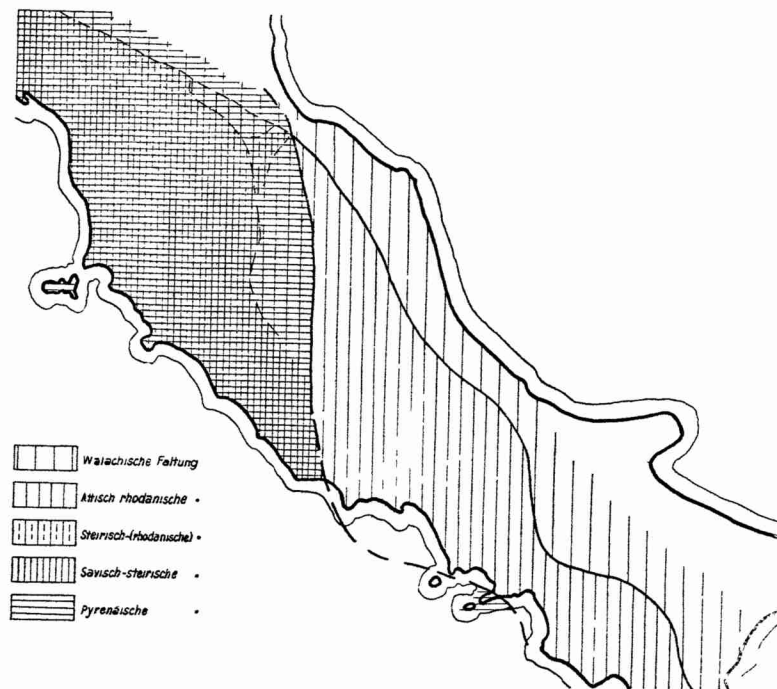 Walachische Faltung
Attisch rhodanische "
Steirisch-(rhodanische) "
Savisch-steirische "
Pyrenäische "